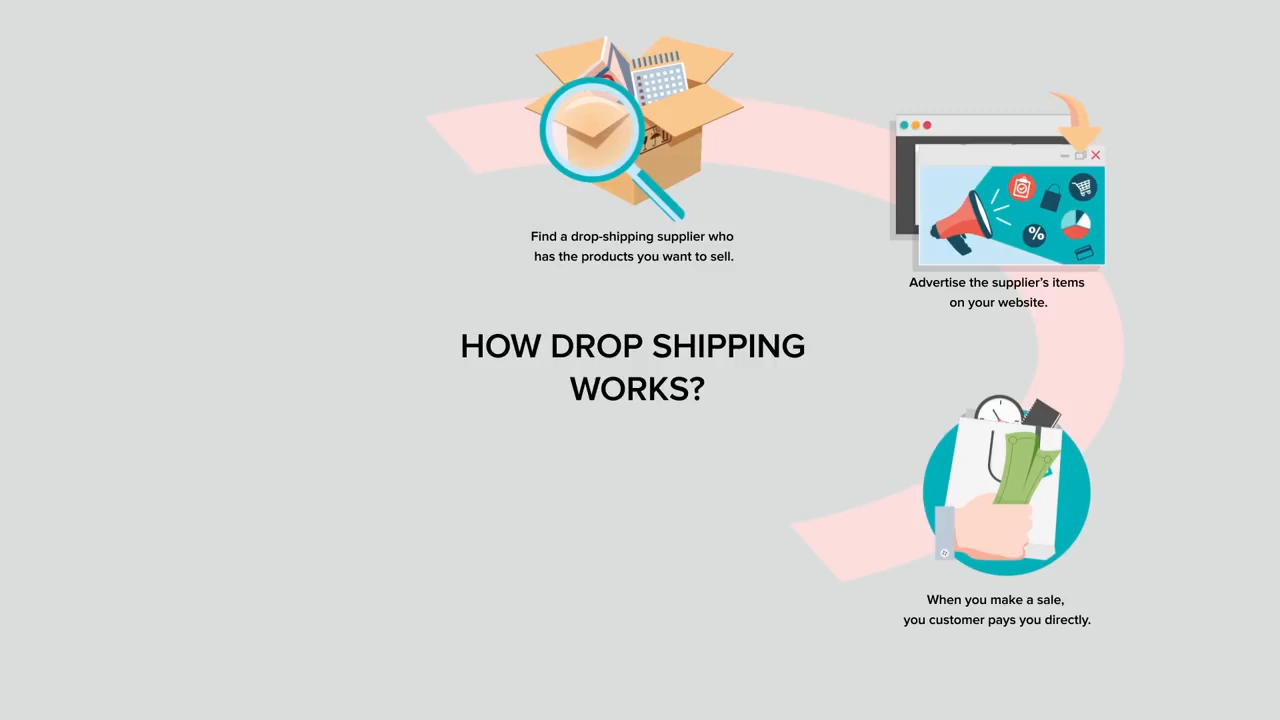 Find a drop-shipping supplier who
has the products you want to sell.
Advertise the supplier's items
on your website.
HOW DROP SHIPPING
WORKS?
When you make a sale,
you customer pays you directly.
%